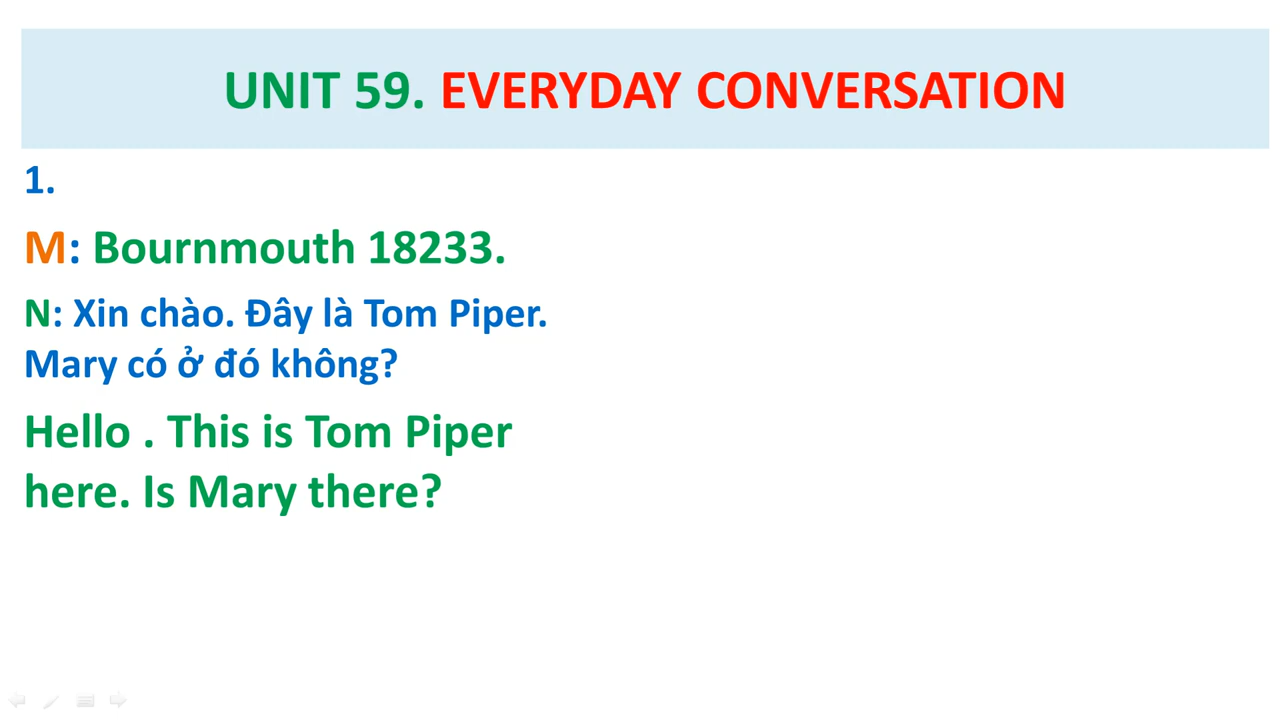 UNIT 59. EVERYDAY CONVERSATION
1.
M: Bournmouth 18233.
N: Xin chào. Đây là Tom Piper.
Mary có ở đó không?
Hello . This is Tom Piper
here. Is Mary there?